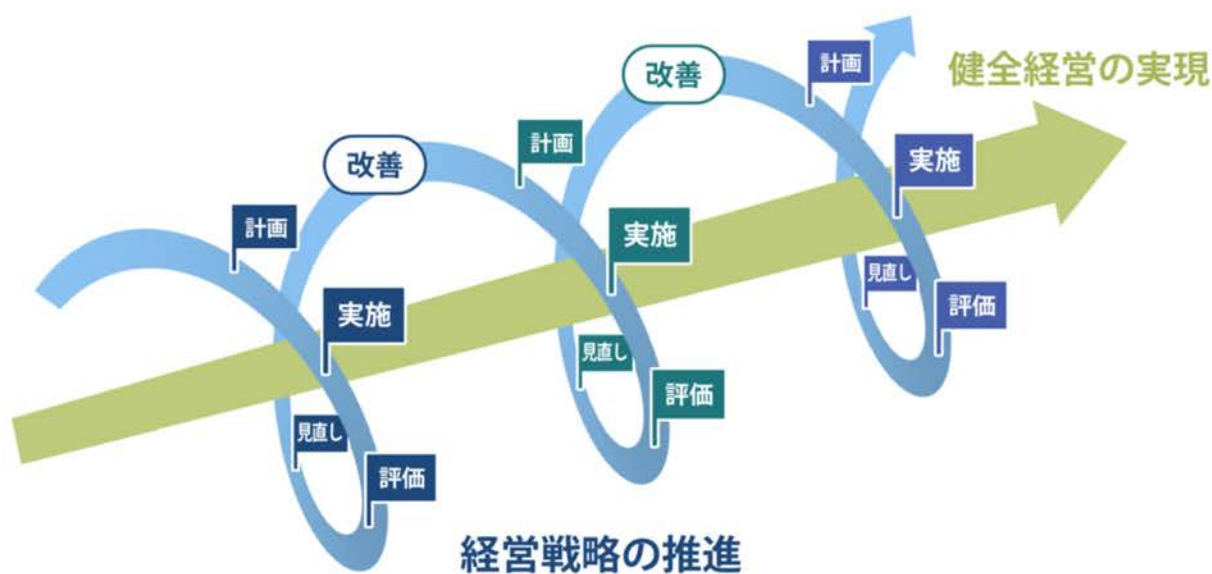 計画
実施
評価
見直し
改善
計画
実施
評価
見直し
改善
計画
実施
評価
見直し
健全経営の実現
経営戦略の推進